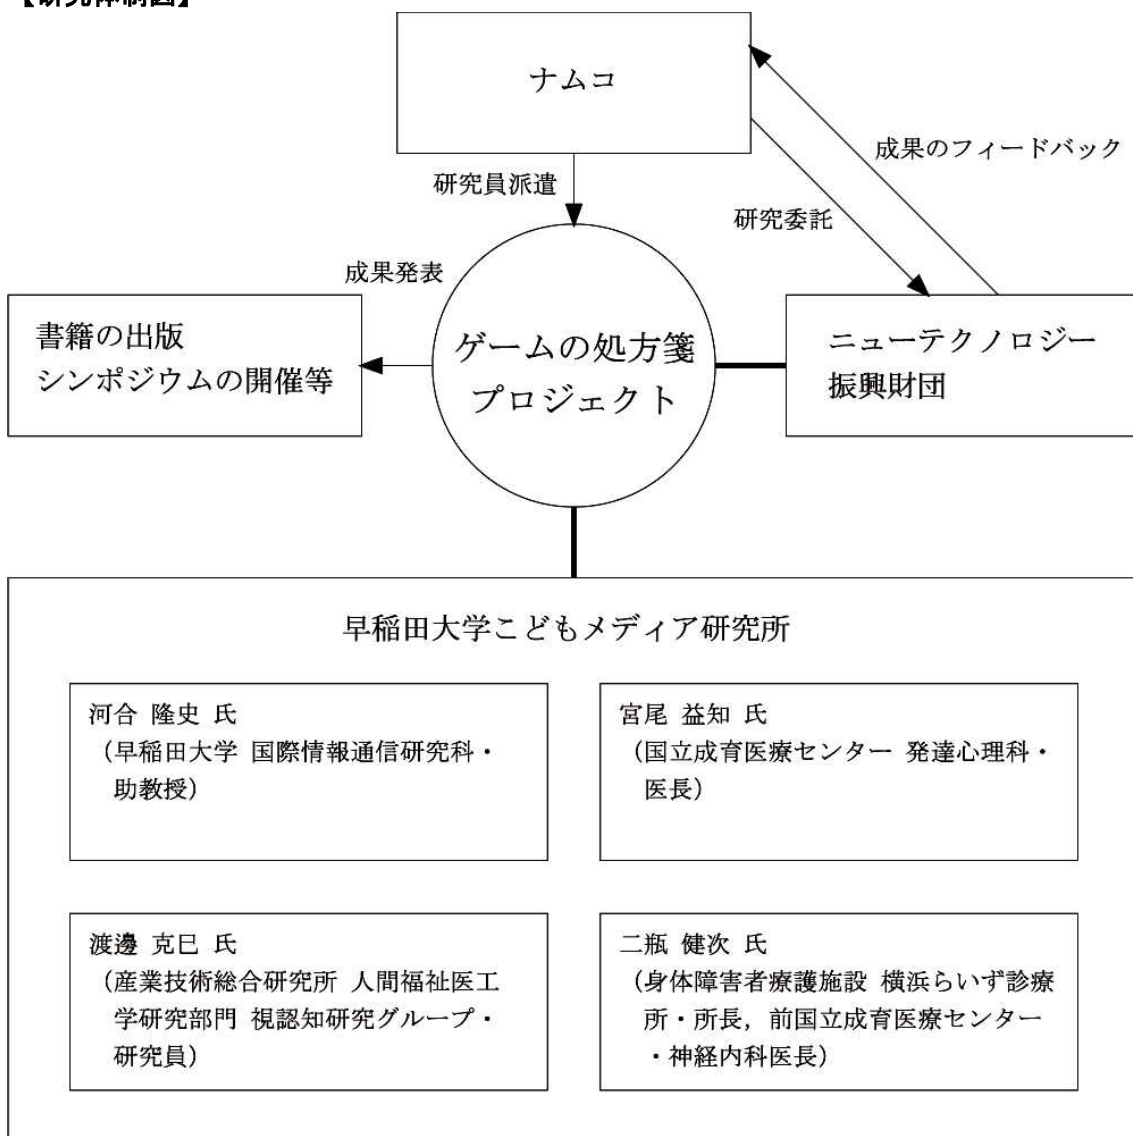 【研究体制図】
ナムコ
成果のフィードバック
研究員派遣
研究委託
成果発表
書籍の出版
シンポジウムの開催等
ゲームの処方箋
プロジェクト
ニューテクノロジー
振興財団
早稲田大学こどもメディア研究所
河合 隆史 氏
（早稲田大学 国際情報通信研究科・
助教授）
宮尾 益知 氏
（国立成育医療センター 発達心理科・
医長）
渡邊 克巳 氏
（産業技術総合研究所 人間福祉医工
学研究部門 視認知研究グループ・
研究員）
二瓶 健次 氏
（身体障害者療護施設 横浜らいず診療
所・所長，前国立成育医療センター
・神経内科医長）